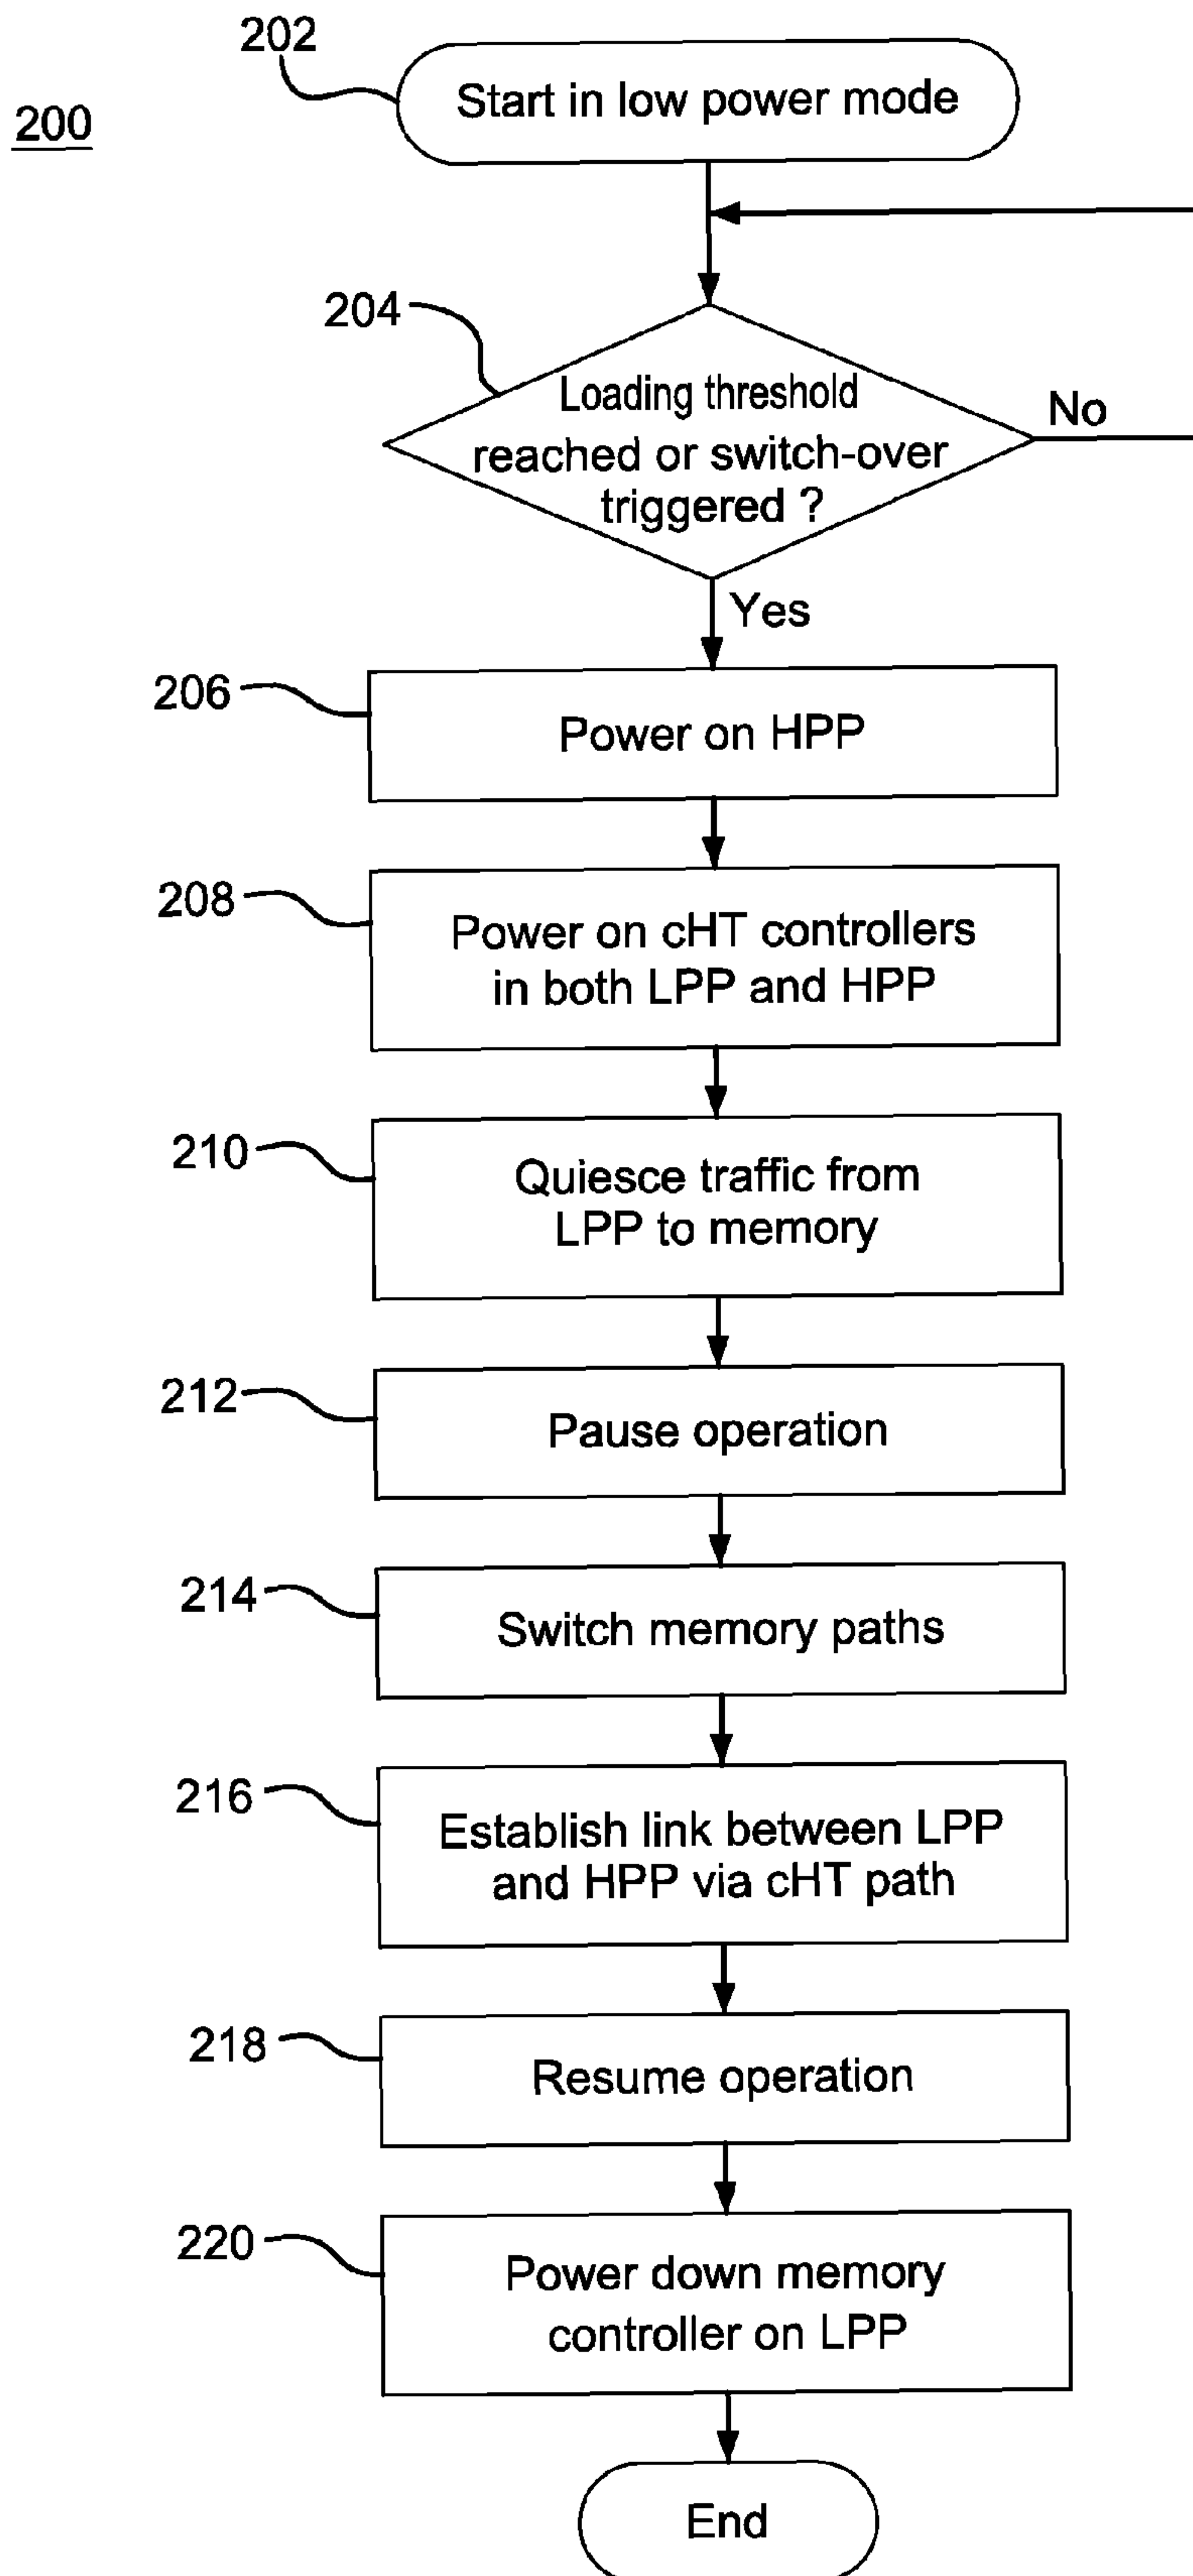 202
Start in low power mode
200
204
Loading threshold
reached or switch-over
triggered ?
No
Yes
206
Power on HPP
208
Power on cHT controllers
in both LPP and HPP
210
Quiesce traffic from
LPP to memory
212
Pause operation
214
Switch memory paths
216
Establish link between LPP
and HPP via cHT path
218
Resume operation
220
Power down memory
controller on LPP
End